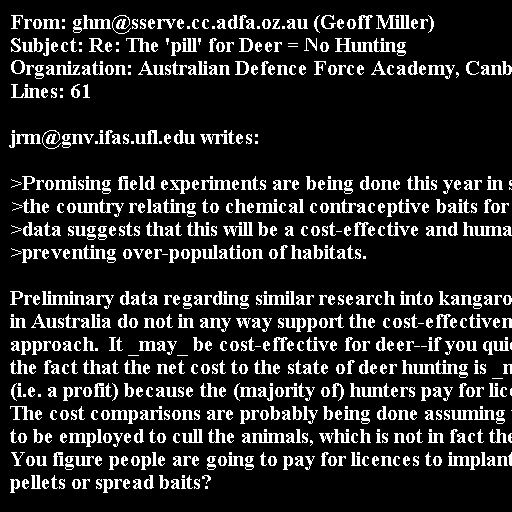 From: ghm@sserve.cc.adfa.oz.au (Geoff Miller)
Subject: Re: The 'pill' for Deer = No Hunting
Organization: Australian Defence Force Academy, Canb
Lines: 61

jrm@gnv.ifas.ufl.edu writes:

>Promising field experiments are being done this year in s
>the country relating to chemical contraceptive baits for
>data suggests that this will be a cost-effective and huma
>preventing over-population of habitats.

Preliminary data regarding similar research into kangaro
in Australia do not in any way support the cost-effectiven
approach.  It _may_ be cost-effective for deer--if you quie
the fact that the net cost to the state of deer hunting is _n
(i.e. a profit) because the (majority of) hunters pay for lice
The cost comparisons are probably being done assuming
to be employed to cull the animals, which is not in fact the
You figure people are going to pay for licences to implant
pellets or spread baits?